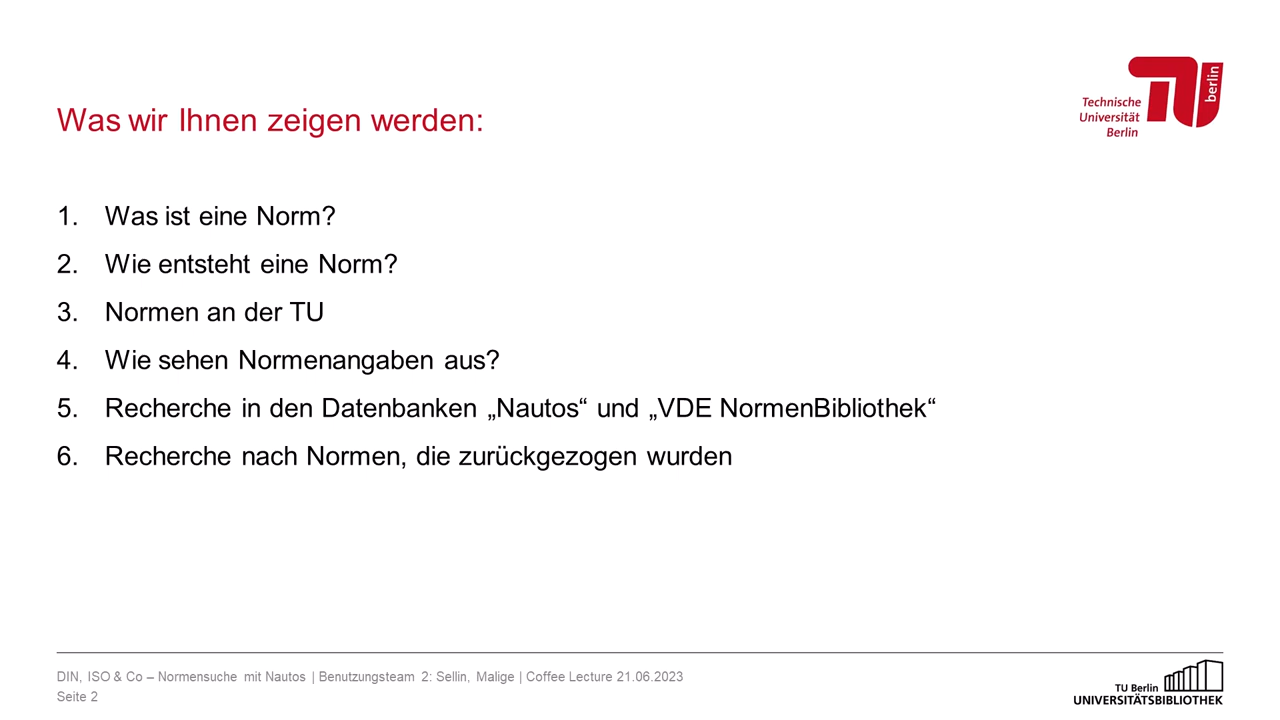 Was wir Ihnen zeigen werden:
Technische
Universität
Berlin
berlin
1. Was ist eine Norm?
2. Wie entsteht eine Norm?
3. Normen an der TU
4. Wie sehen Normenangaben aus?
5. Recherche in den Datenbanken „Nautos“ und „VDE NormenBibliothek“
6. Recherche nach Normen, die zurückgezogen wurden
DIN, ISO & Co – Normensuche mit Nautos | Benutzungsteam 2: Sellin, Malige | Coffee Lecture 21.06.2023
Seite 2
TU Berlin
UNIVERSITÄTSBIBLIOTHEK